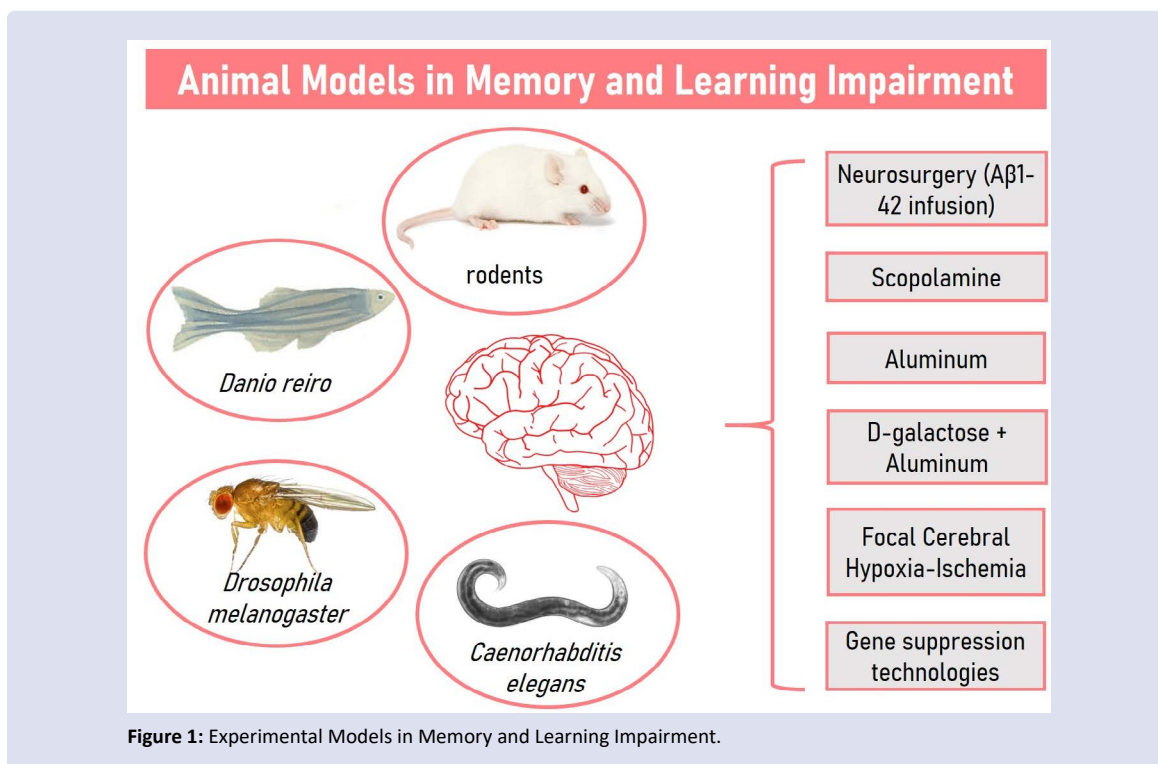 Animal Models in Memory and Learning Impairment
rodents
Danio reiro
Drosophila
melanogaster
Caenorhabditis
elegans
Neurosurgery (Aβ1-
42 infusion)
Scopolamine
Aluminum
D-galactose +
Aluminum
Focal Cerebral
Hypoxia-Ischemia
Gene suppression
technologies
Figure 1: Experimental Models in Memory and Learning Impairment.